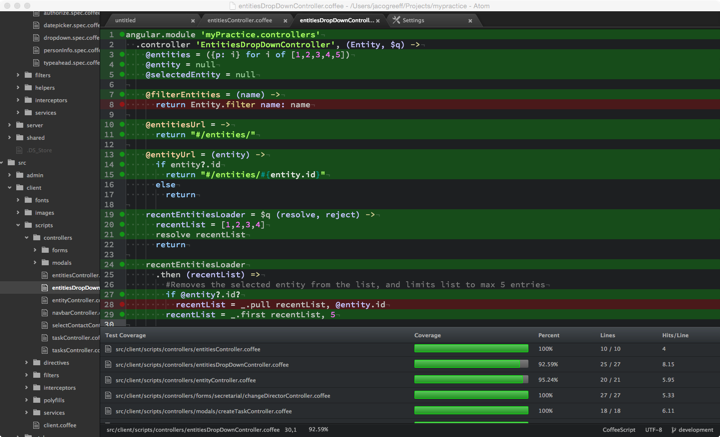 entitiesDropDownController.coffee - /Users/jacogreeff/Projects/mypractice - Atom
untitled
entitiesController.coffee
entitiesDropDownControll...
Settings
authorize.spec.coffee
datepicker.spec.coffe
dropdown.spec.coffee
personInfo.spec.coffe
typeahead.spec.coffe
filters
helpers
interceptors
services
server
shared
.DS_Store
src
admin
client
fonts
images
scripts
controllers
forms
modals
entitiesController.
entitiesDropDown
entityController.co
navbarController.c
selectContactCom
taskController.cof
tasksController.co
directives
filters
interceptors
polyfills
services
client.coffee
1 angular.module 'myPractice.controllers'
2 .controller 'EntitiesDropDownController', (Entity, $q) ->
3 @entities = ({p: i} for i of [1,2,3,4,5])
4 @entity = null
5 @selectedEntity = null
6
7 @filterEntities = (name) ->
8 return Entity.filter name: name
9
10 @entitiesUrl = ->
11 return "#/entities/"
12
13 @entityUrl = (entity) ->
14 if entity?.id
15 return "#/entities/#{entity.id}"
16 else
17 return
18
19 recentEntitiesLoader = $q (resolve, reject) ->
20 recentList = [1,2,3,4]
21 resolve recentList
22 return
23
24 recentEntitiesLoader
25 .then (recentList) =>
26 #Removes the selected entity from the list, and limits list to max 5 entries
27 if @entity?.id?
28 recentList = _.pull recentList, @entity.id
29 recentList = _.first recentList, 5
30
Test Coverage Coverage Percent Lines Hits/Line
src/client/scripts/controllers/entitiesController.coffee 100% 10 / 10 4
src/client/scripts/controllers/entitiesDropDownController.coffee 92.59% 25 / 27 8.15
src/client/scripts/controllers/entityController.coffee 95.24% 20 / 21 5.95
src/client/scripts/controllers/forms/secretarial/changeDirectorController.coffee 100% 27 / 27 5.33
src/client/scripts/controllers/modals/createTaskController.coffee 100% 18 / 18 6.11
src/client/scripts/controllers/entitiesDropDownController.coffee 30,1 92.59% CoffeeScript UTF-8 development